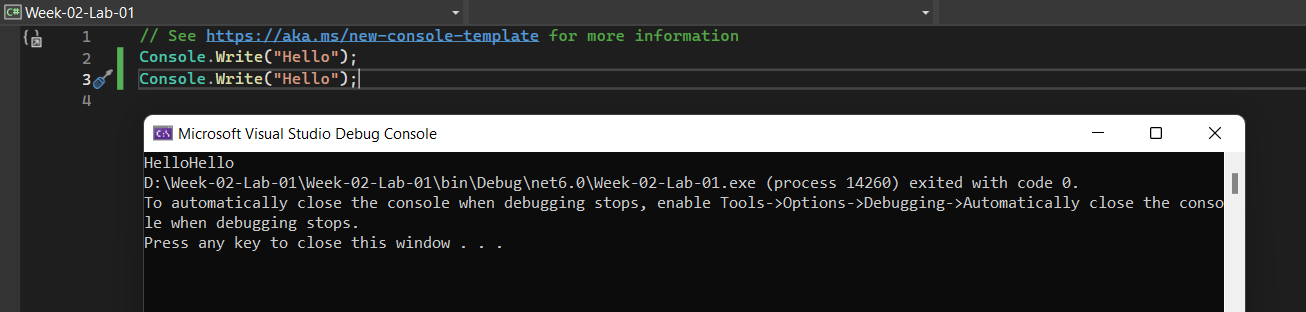 C# Week-02-Lab-01
1 // See https://aka.ms/new-console-template for more information
2 Console.Write("Hello");
3 Console.Write("Hello");
4
C:\ Microsoft Visual Studio Debug Console
HelloHello
D:\Week-02-Lab-01\Week-02-Lab-01\bin\Debug\net6.0\Week-02-Lab-01.exe (process 14260) exited with code 0.
To automatically close the console when debugging stops, enable Tools->Options->Debugging->Automatically close the conso
le when debugging stops.
Press any key to close this window . . .